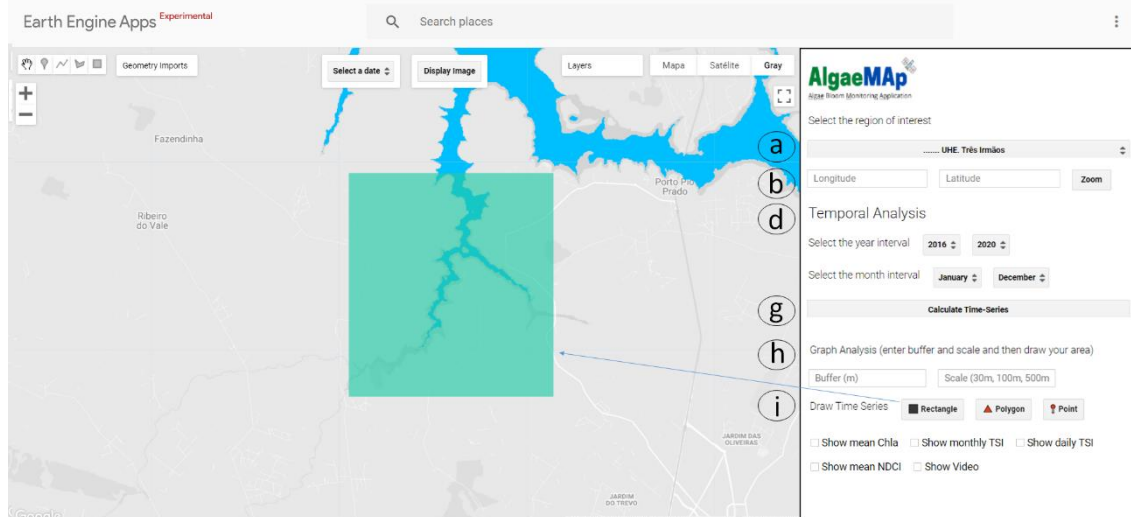 Earth Engine Apps Experimental
Search places
Geometry Imports
Select a date
Display Image
Layers
Mapa
Satélite
Gray
+
−
Fazendinha
Ribeiro
do Vale
Porto Pio
Prado
JARDIM DAS
OLIVEIRAS
JARDIM
DO TREVO
Google
AlgaeMAp
Algae Bloom Monitoring Application
Select the region of interest
a
....... UHE. Três Irmãos
b
Longitude
Latitude
Zoom
d
Temporal Analysis
Select the year interval 2016 2020
Select the month interval January December
g
Calculate Time-Series
h
Graph Analysis (enter buffer and scale and then draw your area)
Buffer (m)
Scale (30m, 100m, 500m
i
Draw Time Series Rectangle Polygon Point
Show mean Chla Show monthly TSI Show daily TSI
Show mean NDCI Show Video